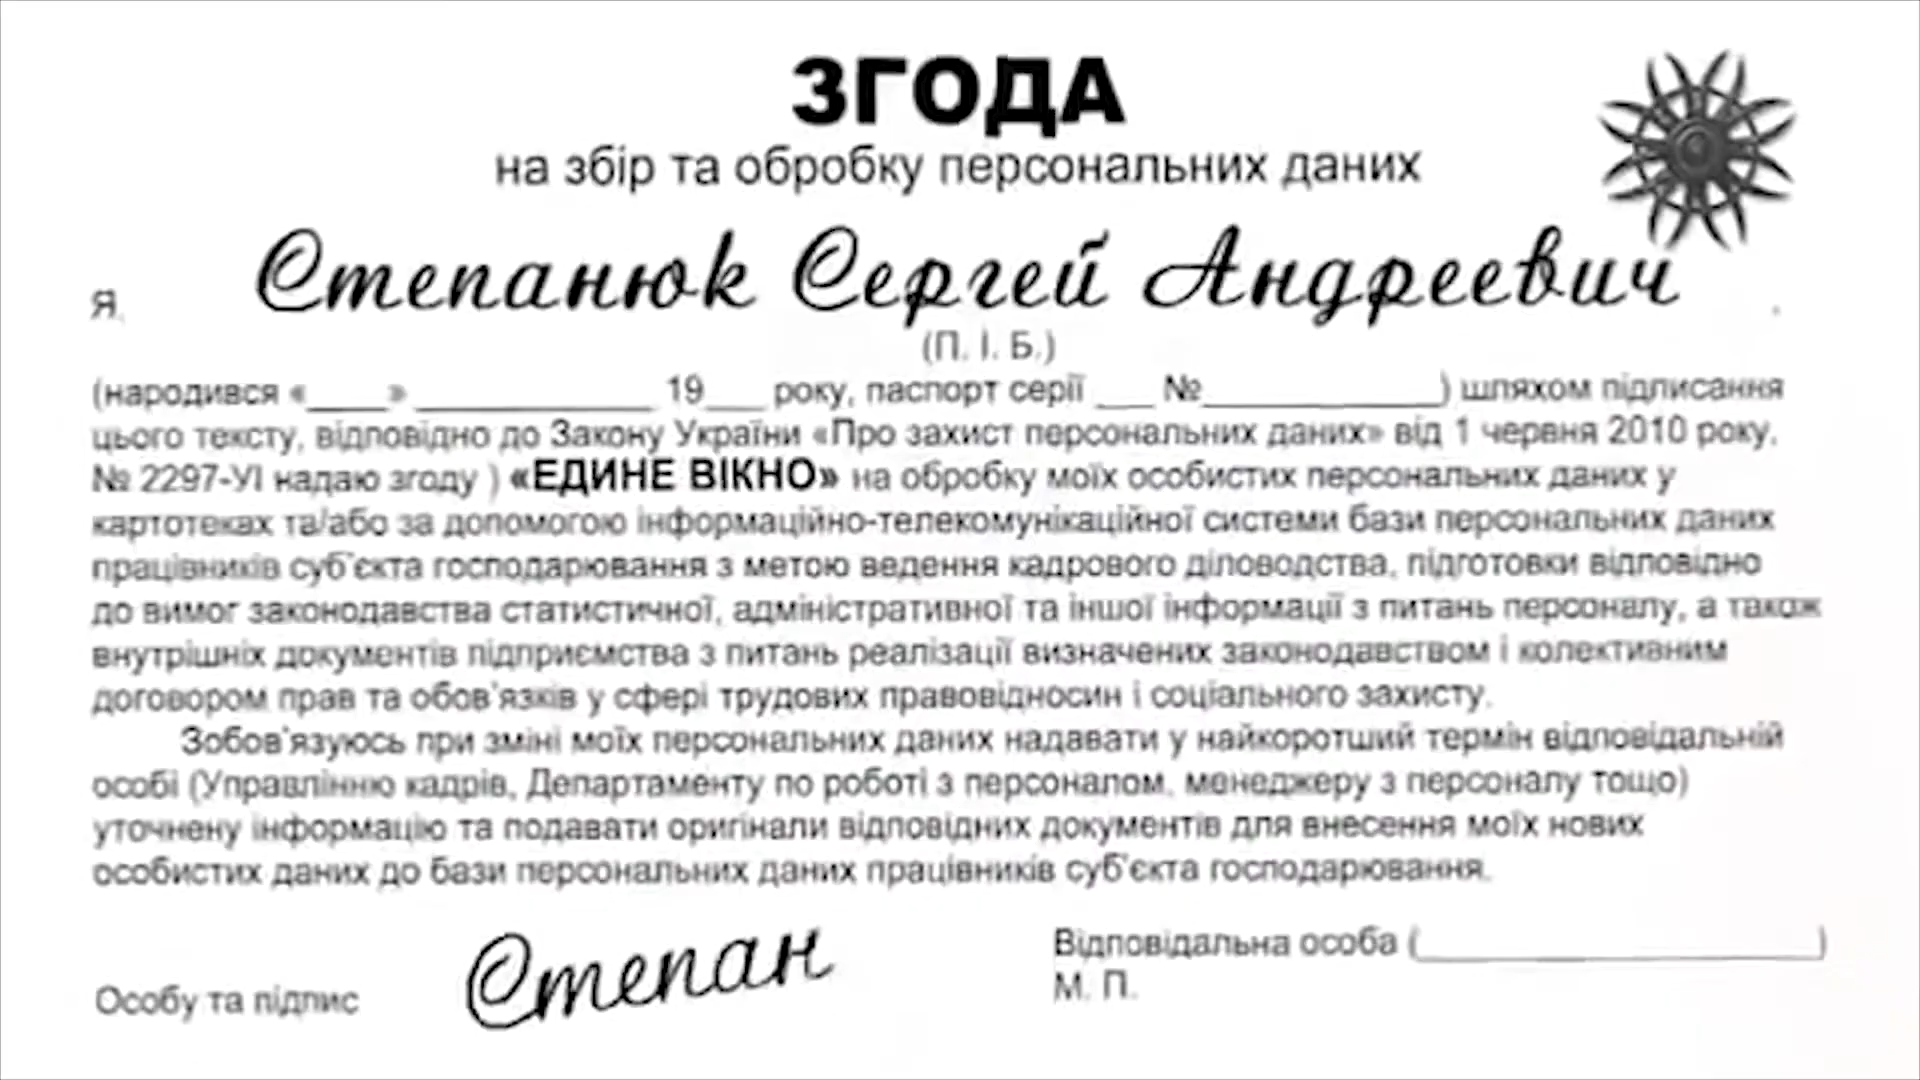 ЗГОДА
на збір та обробку персональних даних
Я, Степанюк Сергей Андреевич .
(П. І. Б.)
(народився «____» ____________ 19___ року, паспорт серії ___ №____________) шляхом підписання
цього тексту, відповідно до Закону України «Про захист персональних даних» від 1 червня 2010 року,
№ 2297-УІ надаю згоду ) «ЕДИНЕ ВІКНО» на обробку моїх особистих персональних даних у
картотеках та/або за допомогою інформаційно-телекомунікаційної системи бази персональних даних
працівників суб'єкта господарювання з метою ведення кадрового діловодства, підготовки відповідно
до вимог законодавства статистичної, адміністративної та іншої інформації з питань персоналу, а також
внутрішніх документів підприємства з питань реалізації визначених законодавством і колективним
договором прав та обов'язків у сфері трудових правовідносин і соціального захисту.
Зобов'язуюсь при зміні моїх персональних даних надавати у найкоротший термін відповідальній
особі (Управлінню кадрів, Департаменту по роботі з персоналом, менеджеру з персоналу тощо)
уточнену інформацію та подавати оригінали відповідних документів для внесення моїх нових
особистих даних до бази персональних даних працівників суб'єкта господарювання.
Особу та підпис Степан
Відповідальна особа (____________________)
М. П.